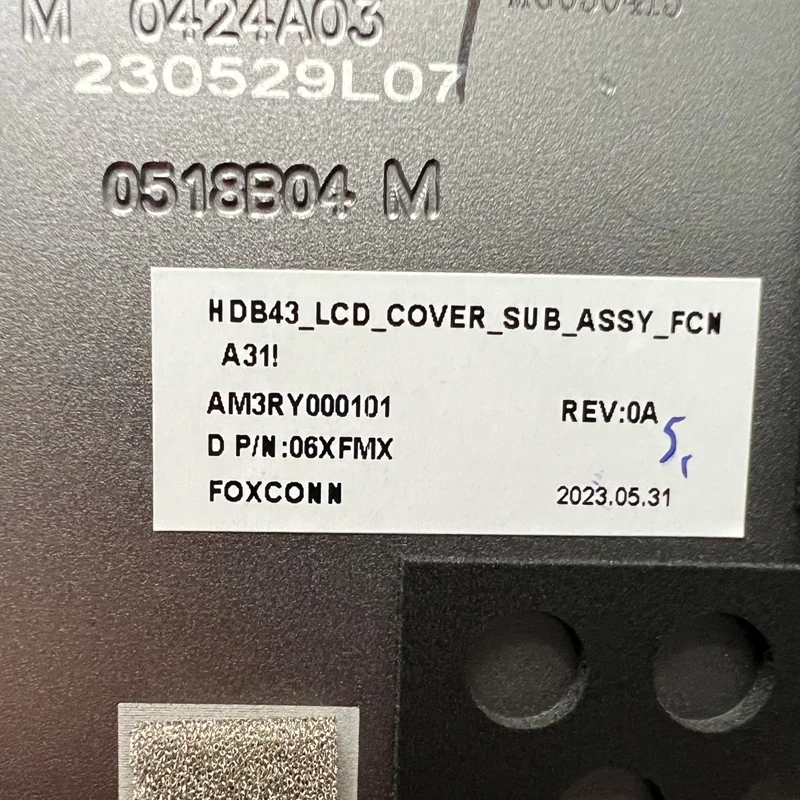 M 0424A03
230529L07
0518B04 M
HDB43_LCD_COVER_SUB_ASSY_FCN
A31!
AM3RY000101 REV:0A
D P/N:06XFMX
FOXCONN 2023.05.31